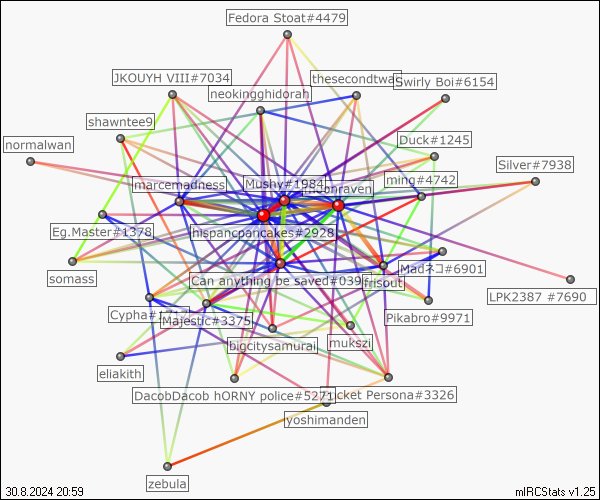 Fedora Stoat#4479
JKOUYH VIII#7034
thesecondtwa
Swirly Boi#6154
neokingghidorah
shawntee9
normalwan
Duck#1245
Silver#7938
marcemadness
Mushy#1984
moonraven
ming#4742
Eg.Master#1378
hispancpancakes#2928
somass
Can anything be saved#039
frisout
Madネコ#6901
LPK2387 #7690
Cypha#
Majestic#3375
Pikabro#9971
bigcitysamurai
mukszi
eliakith
DacobDacob hORNY police#5271
cket Persona#3326
yoshimanden
zebula
30.8.2024 20:59
mIRCStats v1.25